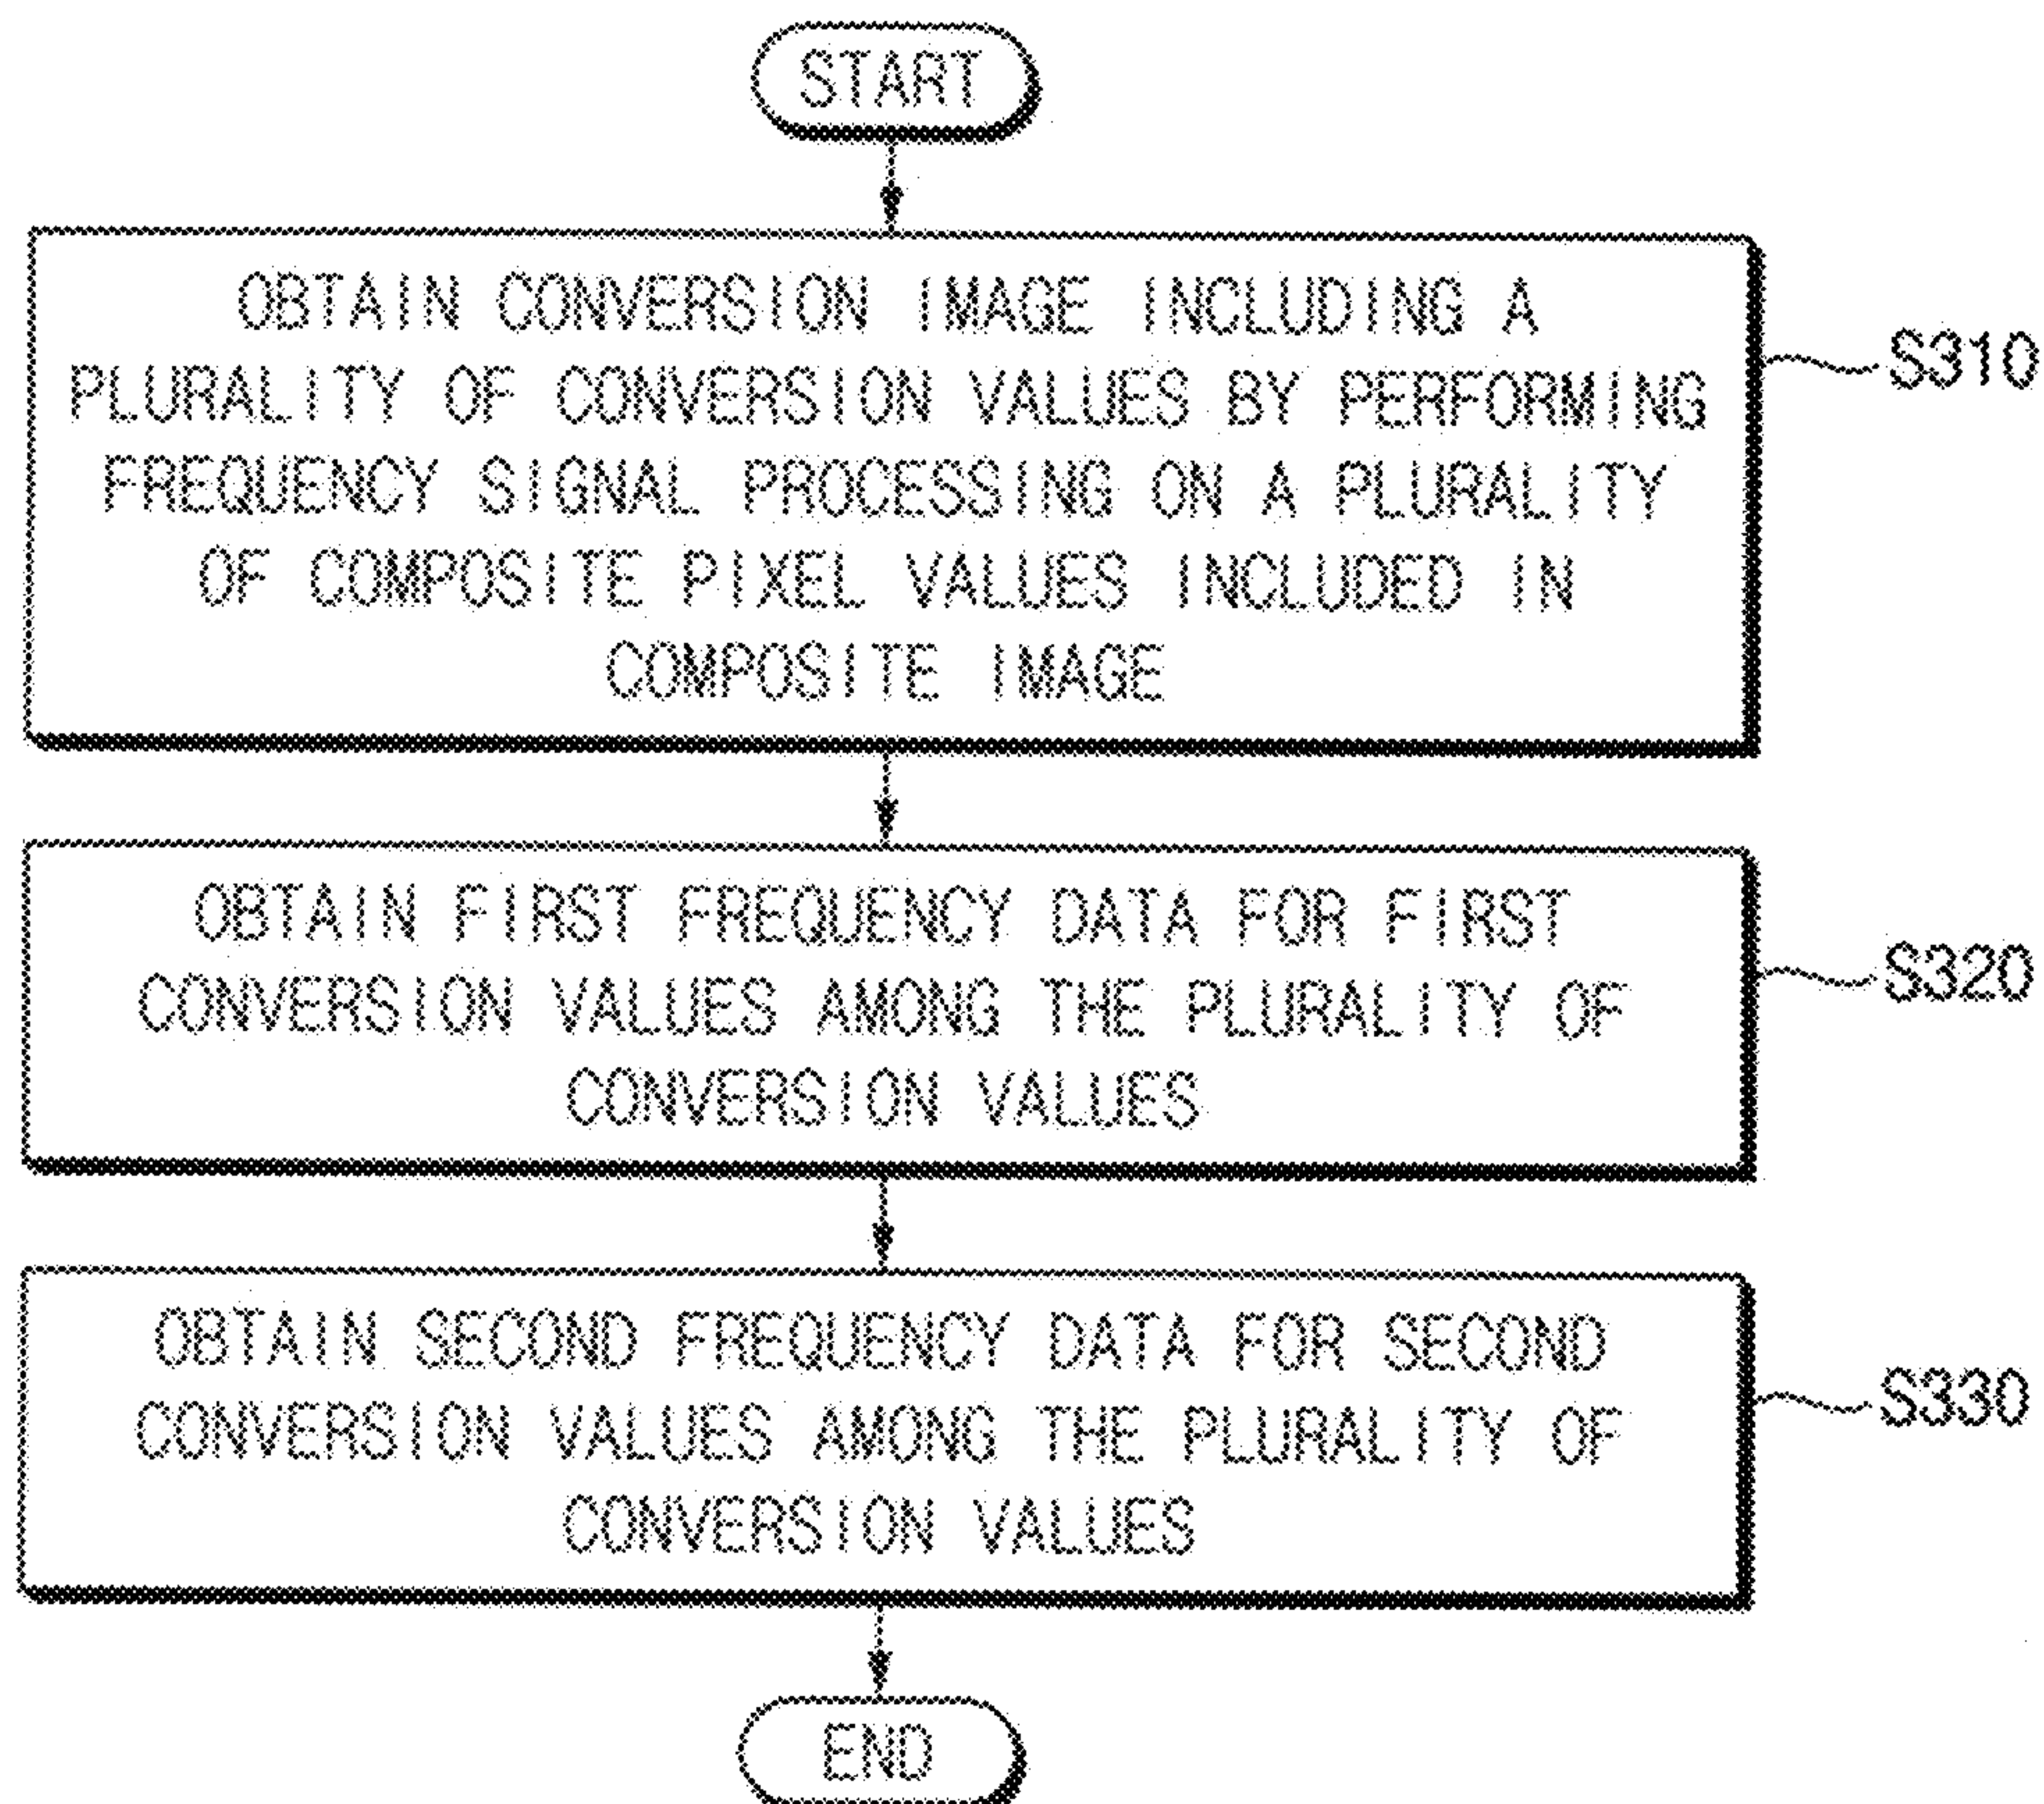 START
OBTAIN CONVERSION IMAGE INCLUDING A
PLURALITY OF CONVERSION VALUES BY PERFORMING
FREQUENCY SIGNAL PROCESSING ON A PLURALITY
OF COMPOSITE PIXEL VALUES INCLUDED IN
COMPOSITE IMAGE
S310
OBTAIN FIRST FREQUENCY DATA FOR FIRST
CONVERSION VALUES AMONG THE PLURALITY OF
CONVERSION VALUES
S320
OBTAIN SECOND FREQUENCY DATA FOR SECOND
CONVERSION VALUES AMONG THE PLURALITY OF
CONVERSION VALUES
S330
END